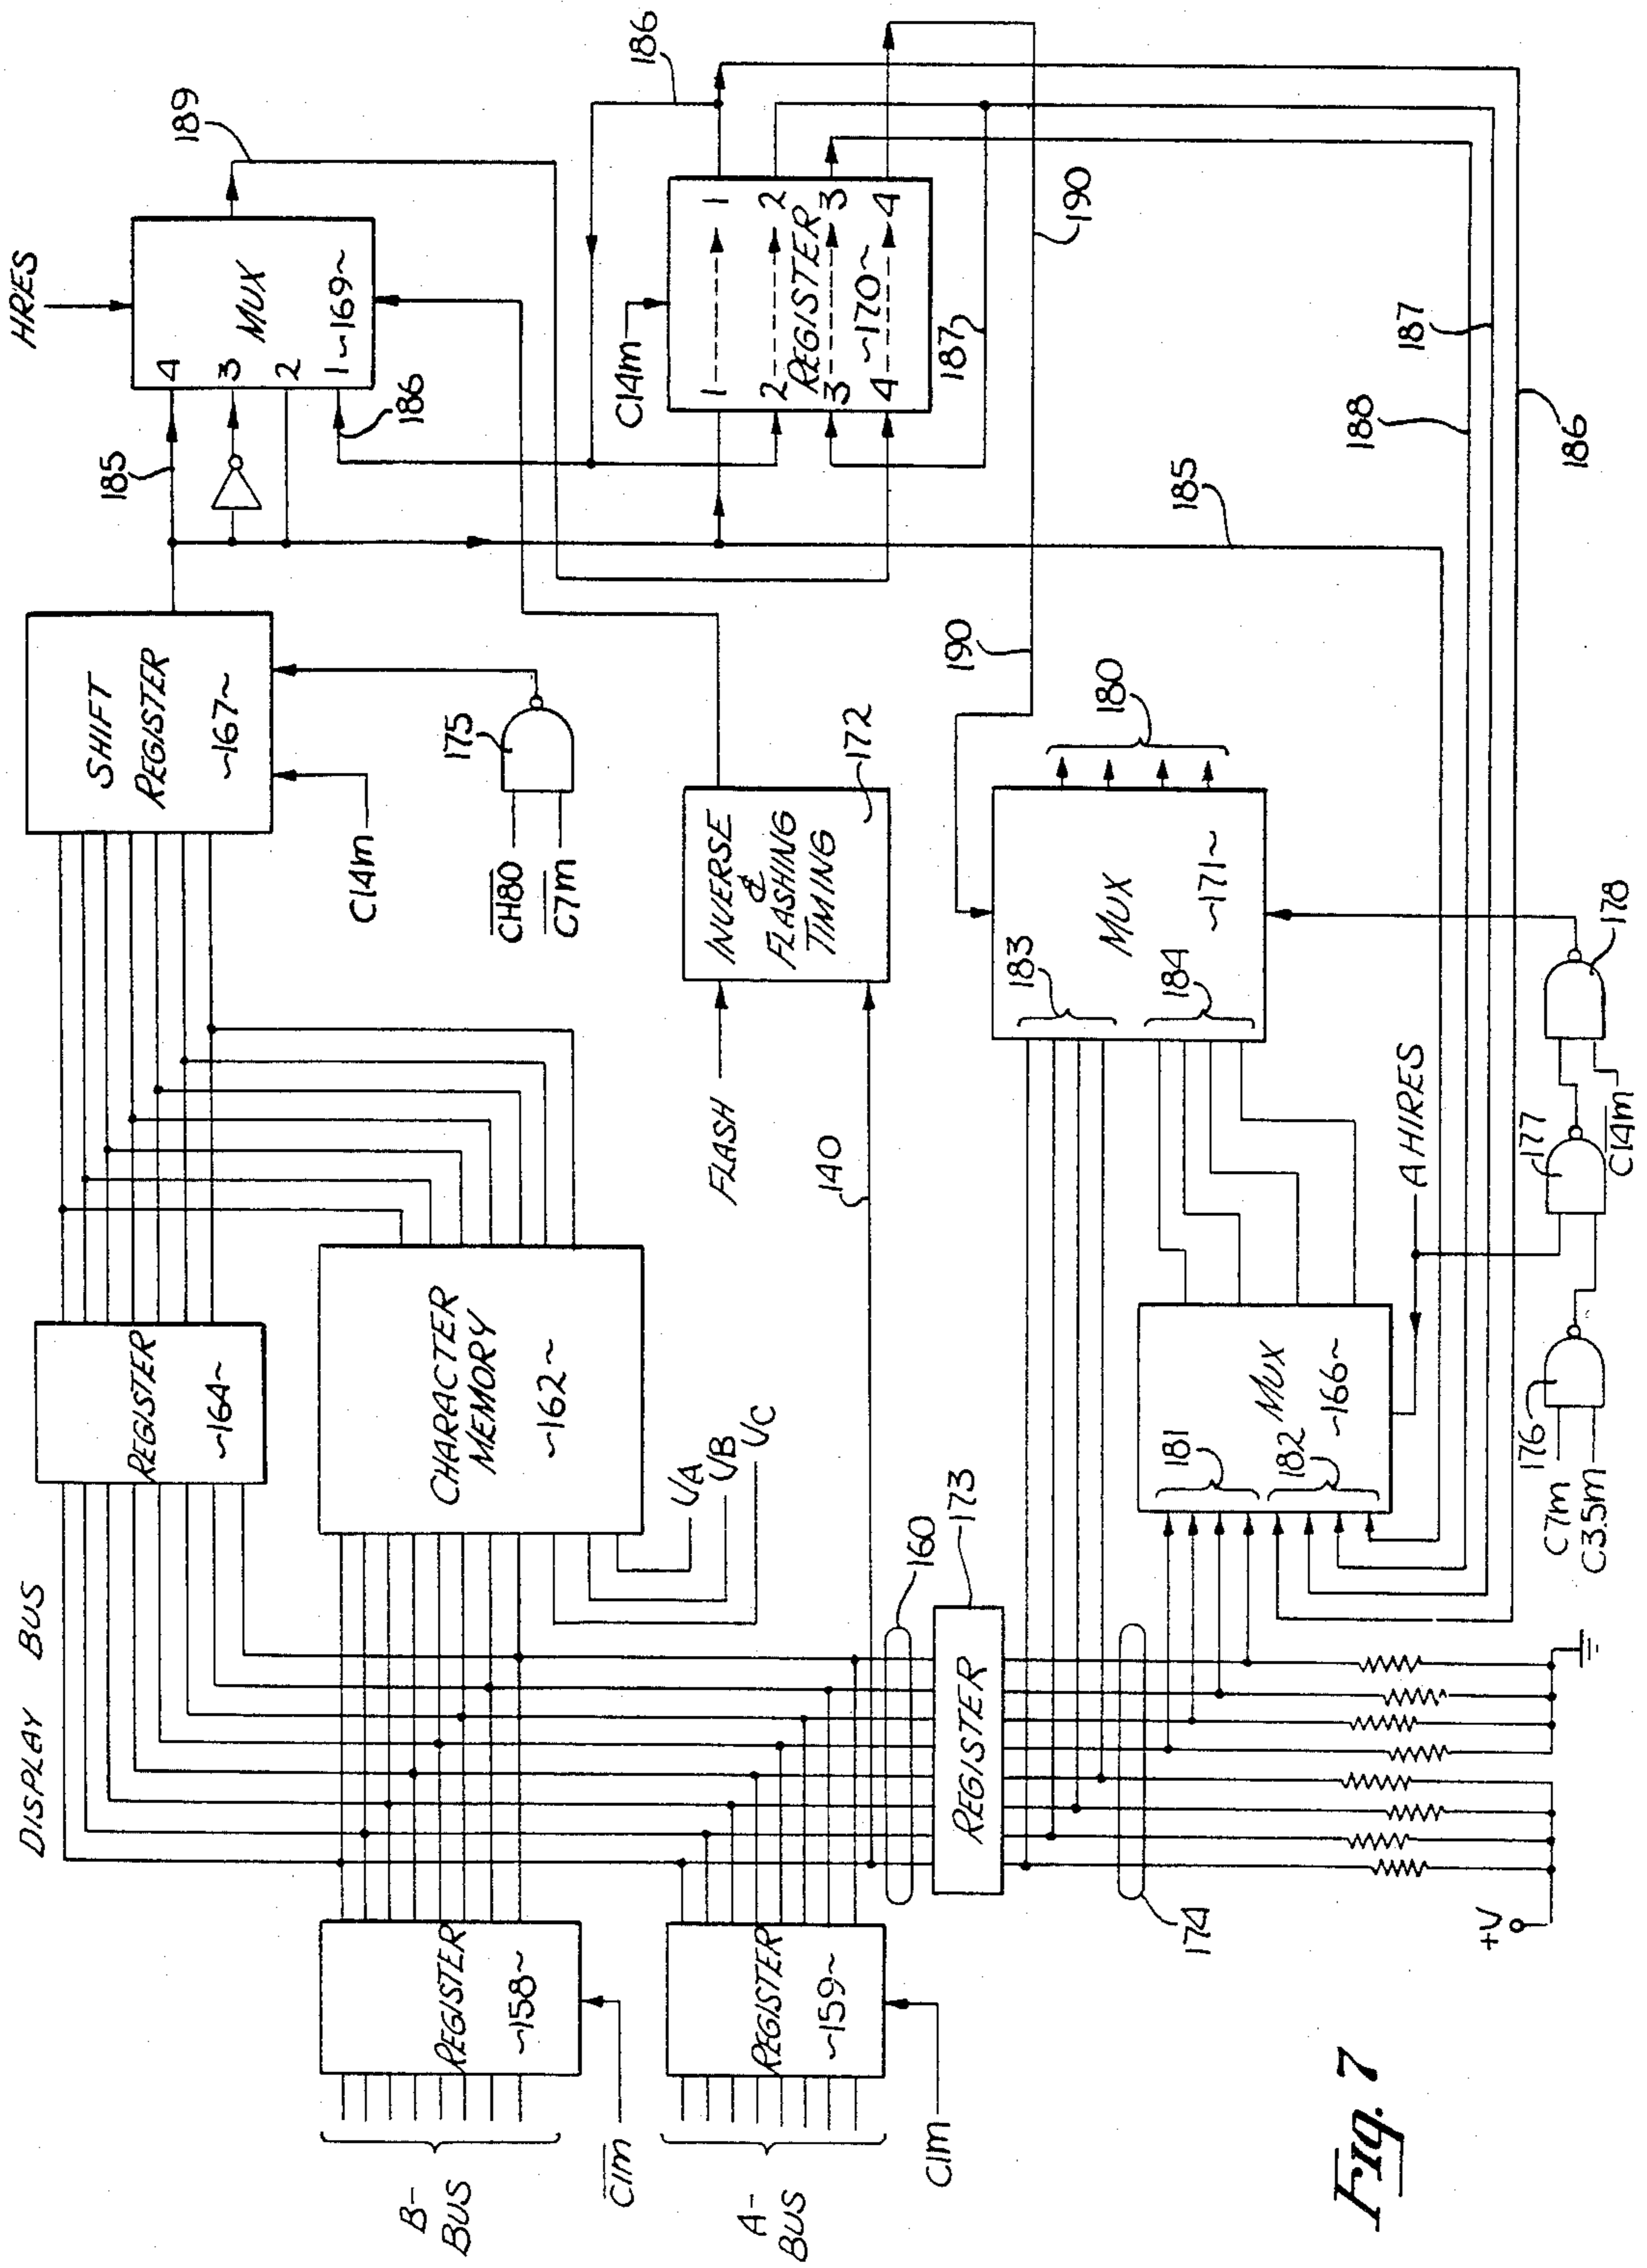 DISPLAY BUS
B-
BUS
REGISTER
~158~
C1m
A-
BUS
REGISTER
~159~
C1m
REGISTER
~164~
CHARACTER
MEMORY
~162~
VA
VB
VC
160
REGISTER
173
174
+V
SHIFT
REGISTER
~167~
C14m
175
CH80
C7m
FLASH
140
INVERSE
&
FLASHING
TIMING
172
HRES
MUX
~169~
4
3
2
1
185
186
189
186
C14m
REGISTER
~170~
1
2
3
4
1
2
3
4
187
190
190
MUX
~171~
183
184
180
MUX
~166~
181
182
A HIRES
185
188
187
186
176
C7m
C3.5m
177
178
C14m
Fig. 7